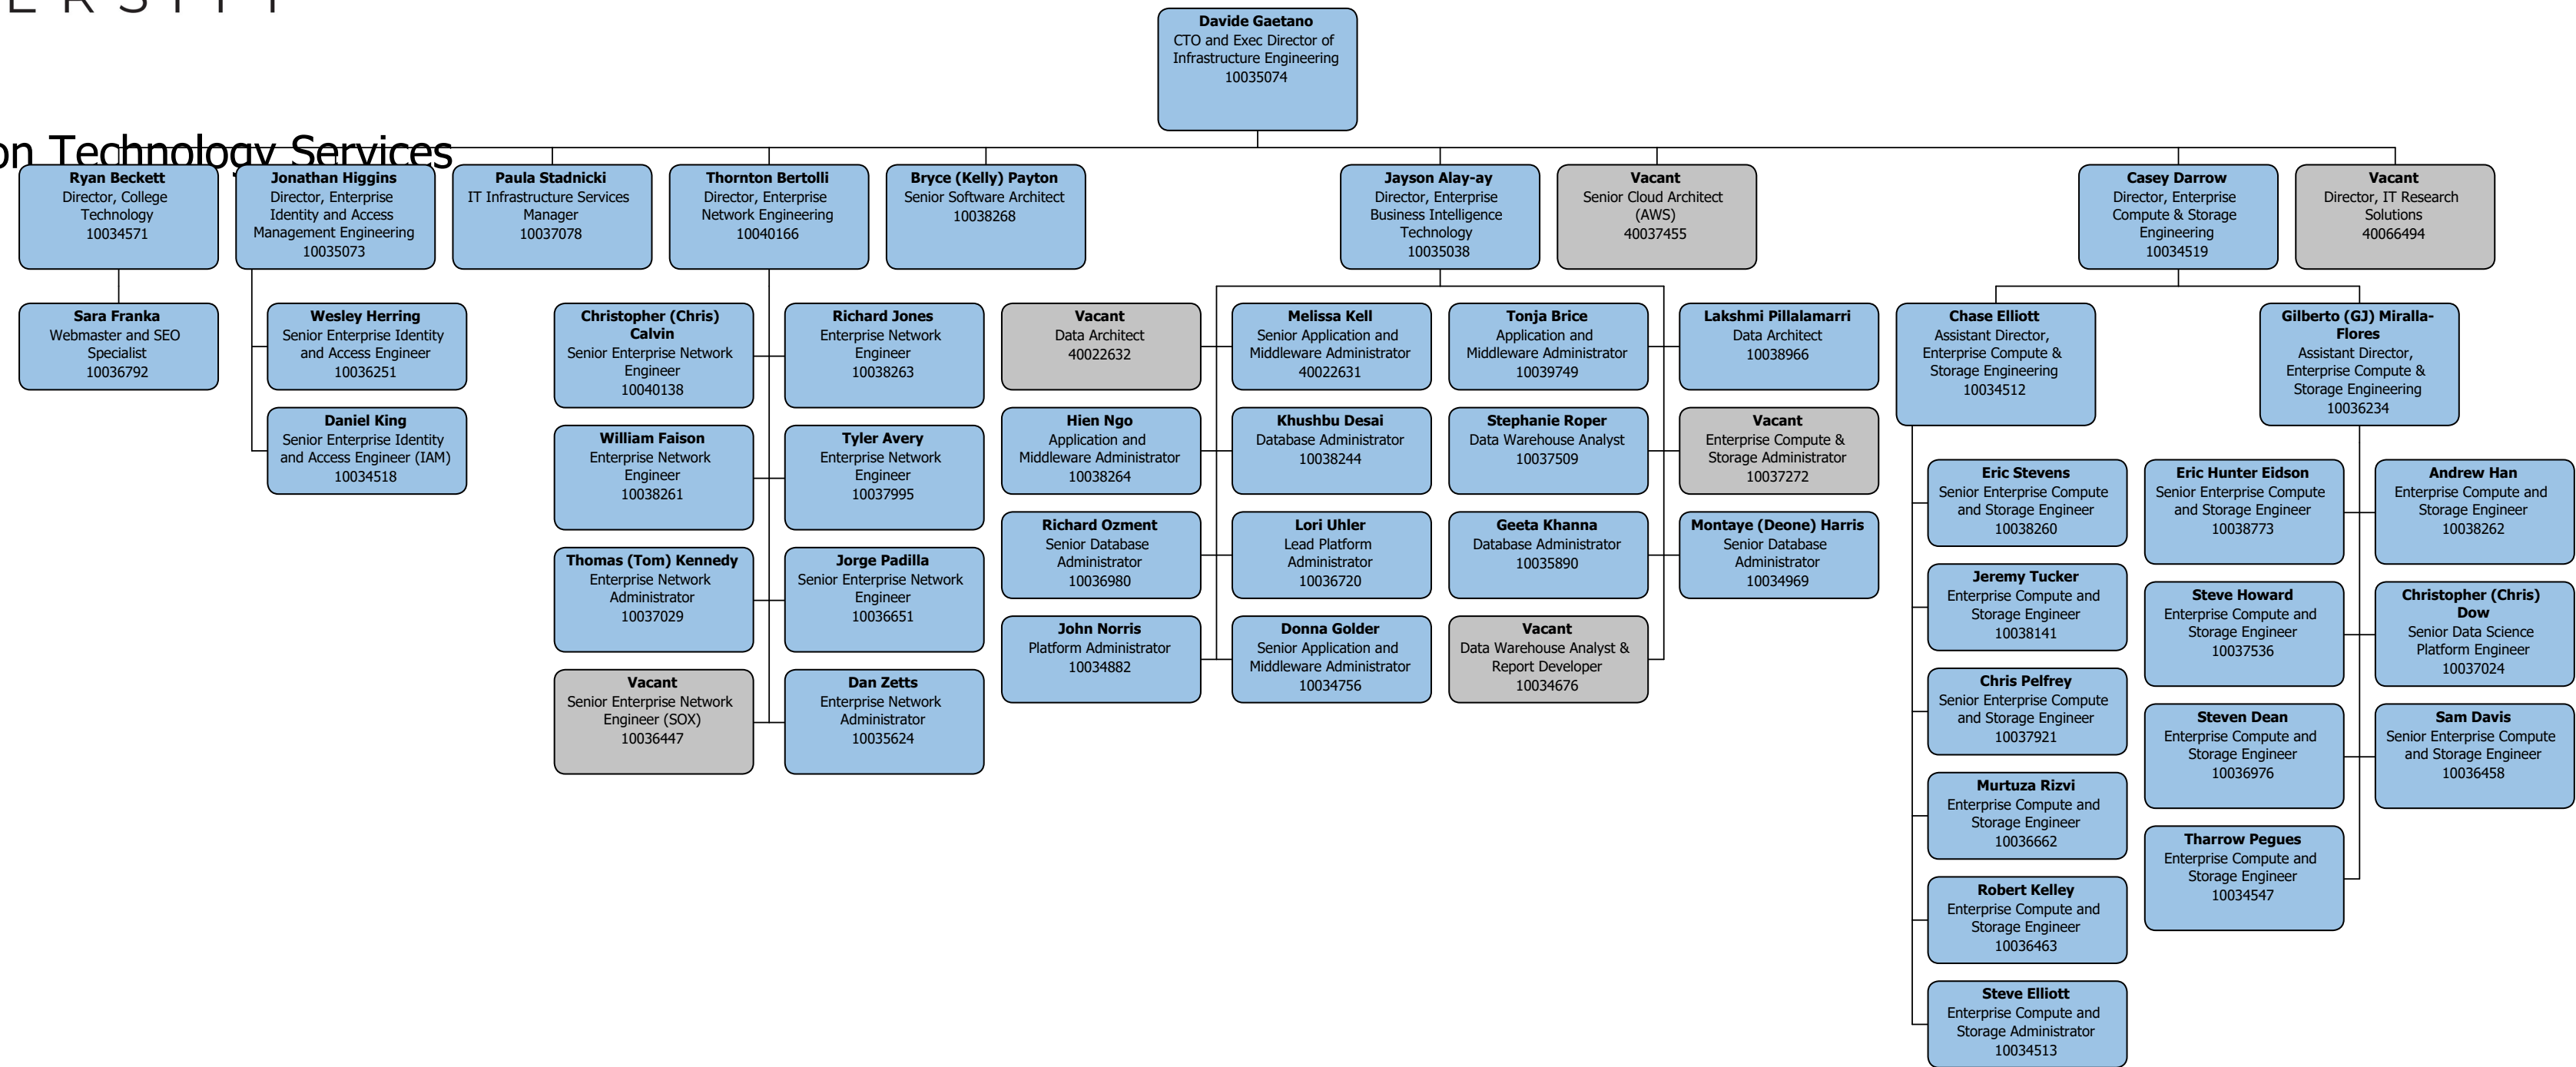 ERSITY
Davide Gaetano
CTO and Exec Director of
Infrastructure Engineering
10035074
on Technology Services
Ryan Beckett
Director, College
Technology
10034571
Jonathan Higgins
Director, Enterprise
Identity and Access
Management Engineering
10035073
Paula Stadnicki
IT Infrastructure Services
Manager
10037078
Thornton Bertolli
Director, Enterprise
Network Engineering
10040166
Bryce (Kelly) Payton
Senior Software Architect
10038268
Jayson Alay-ay
Director, Enterprise
Business Intelligence
Technology
10035038
Vacant
Senior Cloud Architect
(AWS)
40037455
Casey Darrow
Director, Enterprise
Compute & Storage
Engineering
10034519
Vacant
Director, IT Research
Solutions
40066494
Sara Franka
Webmaster and SEO
Specialist
10036792
Wesley Herring
Senior Enterprise Identity
and Access Engineer
10036251
Daniel King
Senior Enterprise Identity
and Access Engineer (IAM)
10034518
Christopher (Chris)
Calvin
Senior Enterprise Network
Engineer
10040138
Richard Jones
Enterprise Network
Engineer
10038263
William Faison
Enterprise Network
Engineer
10038261
Tyler Avery
Enterprise Network
Engineer
10037995
Thomas (Tom) Kennedy
Enterprise Network
Administrator
10037029
Jorge Padilla
Senior Enterprise Network
Engineer
10036651
Vacant
Senior Enterprise Network
Engineer (SOX)
10036447
Dan Zetts
Enterprise Network
Administrator
10035624
Vacant
Data Architect
40022632
Melissa Kell
Senior Application and
Middleware Administrator
40022631
Tonja Brice
Application and
Middleware Administrator
10039749
Lakshmi Pillalamarri
Data Architect
10038966
Hien Ngo
Application and
Middleware Administrator
10038264
Khushbu Desai
Database Administrator
10038244
Stephanie Roper
Data Warehouse Analyst
10037509
Vacant
Enterprise Compute &
Storage Administrator
10037272
Richard Ozment
Senior Database
Administrator
10036980
Lori Uhler
Lead Platform
Administrator
10036720
Geeta Khanna
Database Administrator
10035890
Montaye (Deone) Harris
Senior Database
Administrator
10034969
John Norris
Platform Administrator
10034882
Donna Golder
Senior Application and
Middleware Administrator
10034756
Vacant
Data Warehouse Analyst &
Report Developer
10034676
Chase Elliott
Assistant Director,
Enterprise Compute &
Storage Engineering
10034512
Gilberto (GJ) Miralla-
Flores
Assistant Director,
Enterprise Compute &
Storage Engineering
10036234
Eric Stevens
Senior Enterprise Compute
and Storage Engineer
10038260
Jeremy Tucker
Enterprise Compute and
Storage Engineer
10038141
Chris Pelfrey
Senior Enterprise Compute
and Storage Engineer
10037921
Murtuza Rizvi
Enterprise Compute and
Storage Engineer
10036662
Robert Kelley
Enterprise Compute and
Storage Engineer
10036463
Steve Elliott
Enterprise Compute and
Storage Administrator
10034513
Eric Hunter Eidson
Senior Enterprise Compute
and Storage Engineer
10038773
Andrew Han
Enterprise Compute and
Storage Engineer
10038262
Steve Howard
Enterprise Compute and
Storage Engineer
10037536
Christopher (Chris)
Dow
Senior Data Science
Platform Engineer
10037024
Steven Dean
Enterprise Compute and
Storage Engineer
10036976
Sam Davis
Senior Enterprise Compute
and Storage Engineer
10036458
Tharrow Pegues
Enterprise Compute and
Storage Engineer
10034547